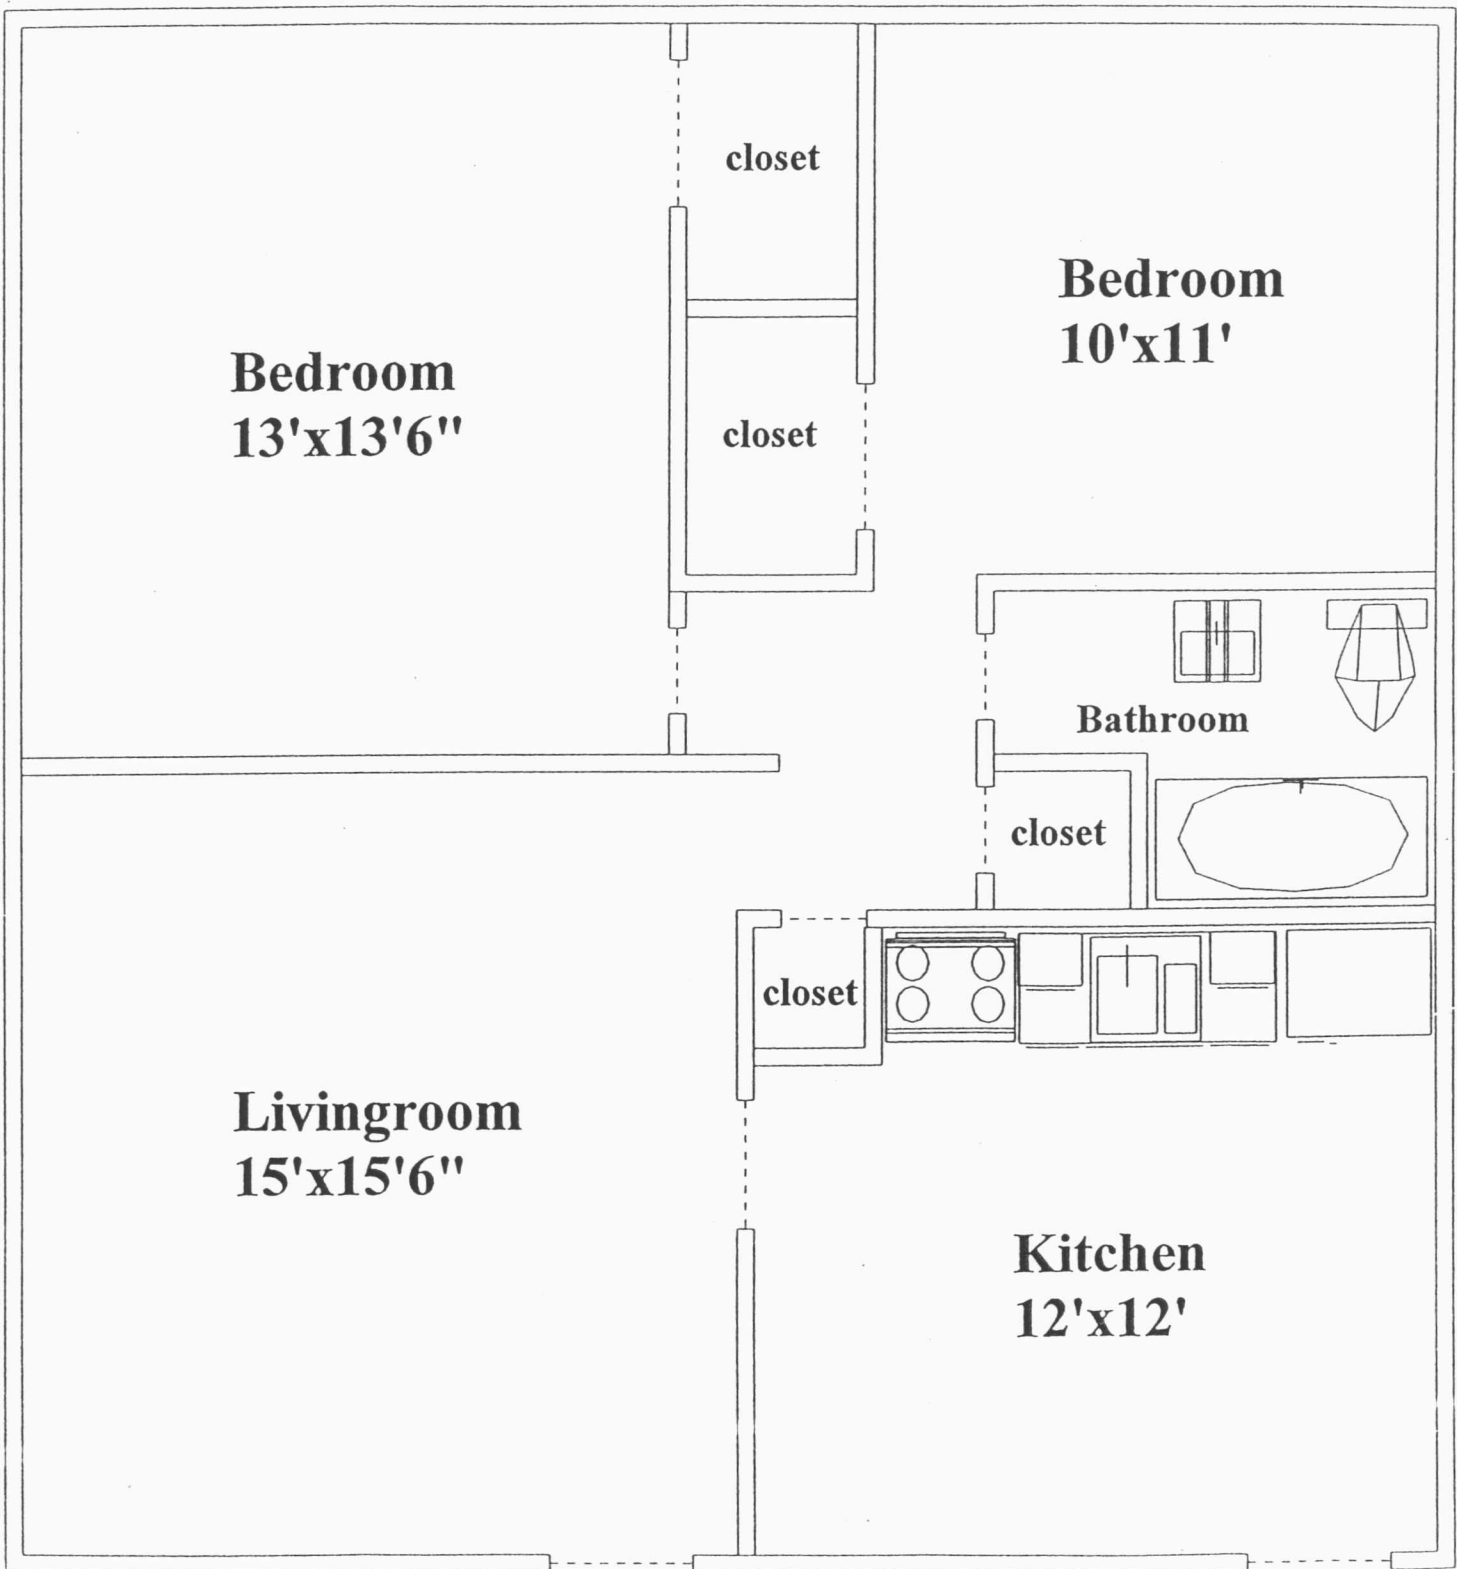 closet
Bedroom
10'x11'
Bedroom
13'x13'6"
closet
Bathroom
closet
closet
Livingroom
15'x15'6"
Kitchen
12'x12'